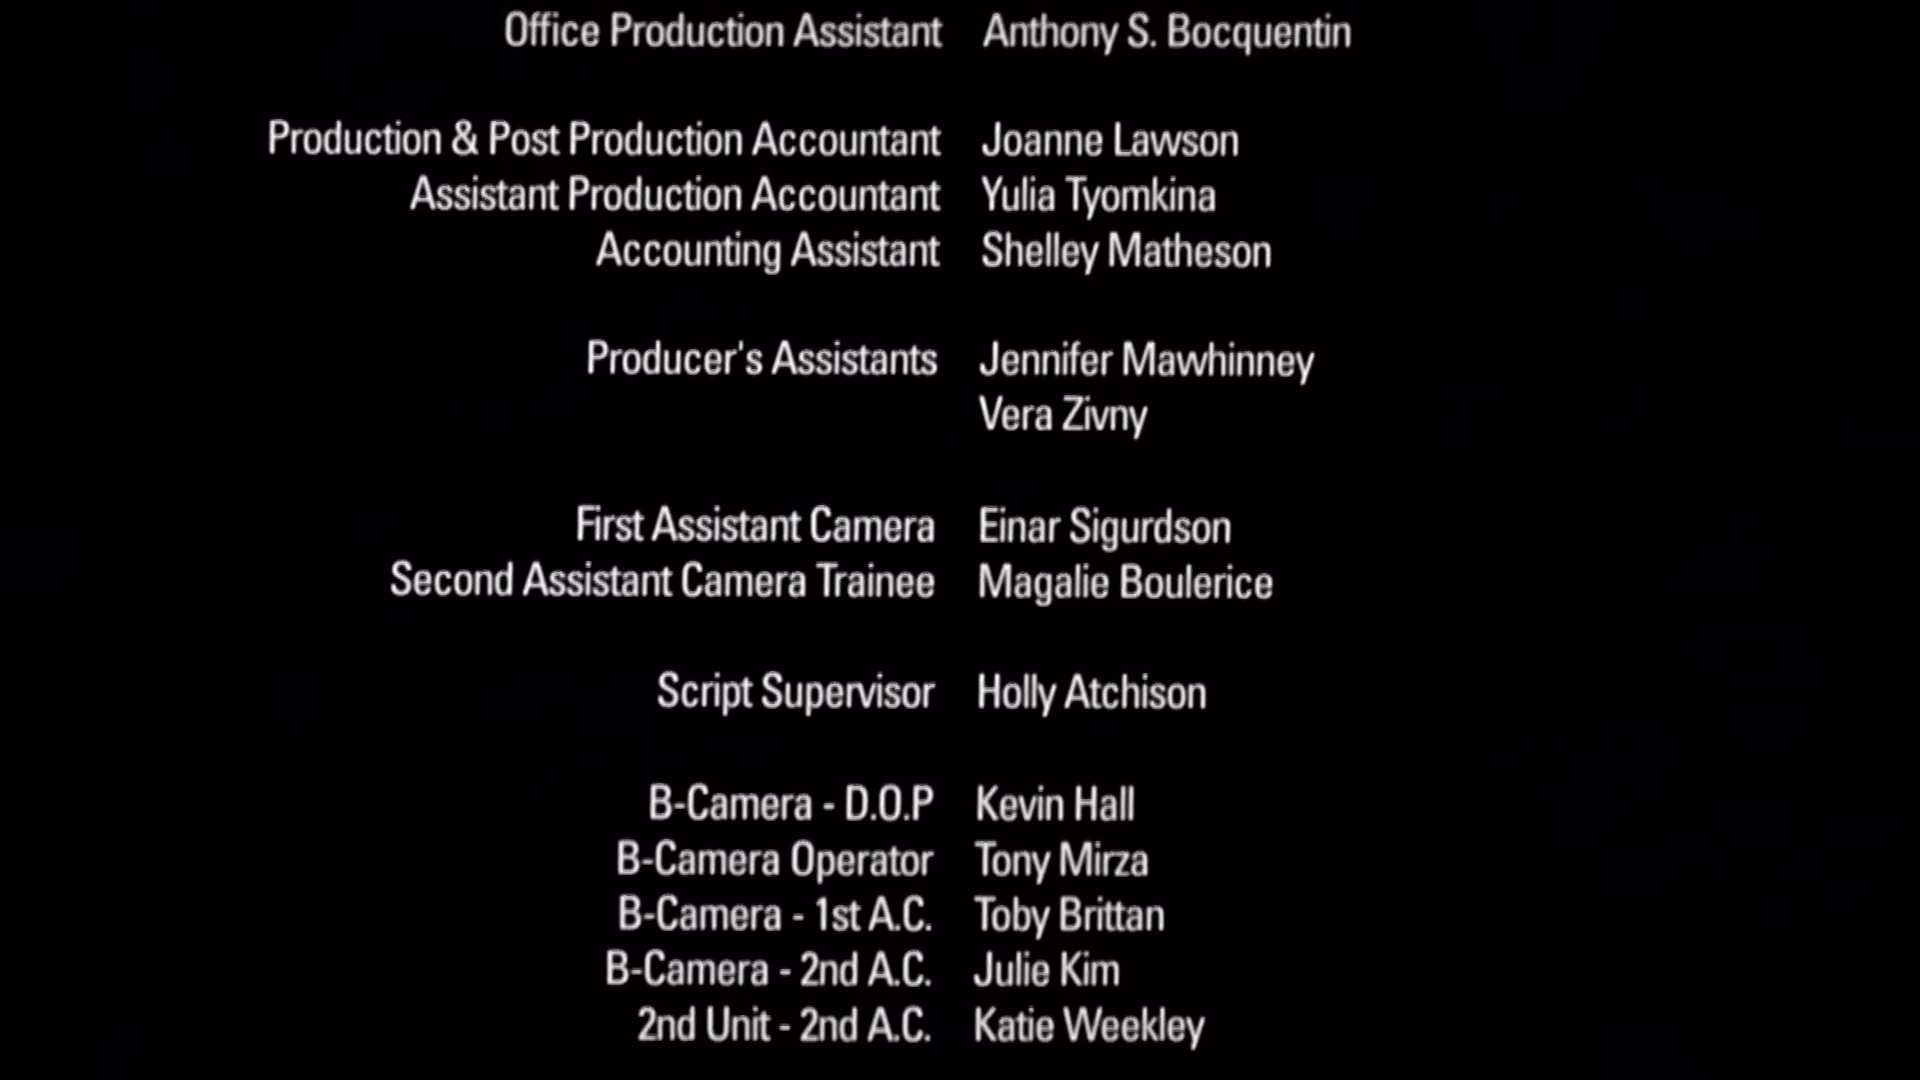 Office Production Assistant Anthony S. Bocquentin
Production & Post Production Accountant Joanne Lawson
Assistant Production Accountant Yulia Tyomkina
Accounting Assistant Shelley Matheson
Producer's Assistants Jennifer Mawhinney
Vera Zivny
First Assistant Camera Einar Sigurdson
Second Assistant Camera Trainee Magalie Boulerice
Script Supervisor Holly Atchison
B-Camera - D.O.P Kevin Hall
B-Camera Operator Tony Mirza
B-Camera - 1st A.C. Toby Brittan
B-Camera - 2nd A.C. Julie Kim
2nd Unit - 2nd A.C. Katie Weekley